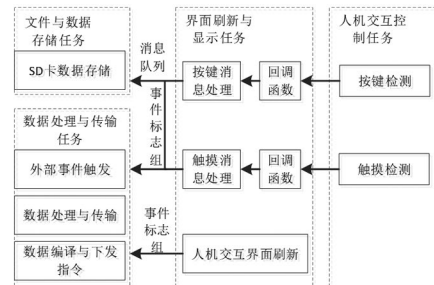 文件与数据
存储任务
SD卡数据存储
数据处理与传输
任务
外部事件触发
数据处理与传输
数据编译与下发
指令
消息
队列
事件标志组
事件
标志
组
界面刷新与
显示任务
按键消
息处理
回调
函数
触摸消
息处理
回调
函数
人机交互界面刷新
人机交互控
制任务
按键检测
触摸检测